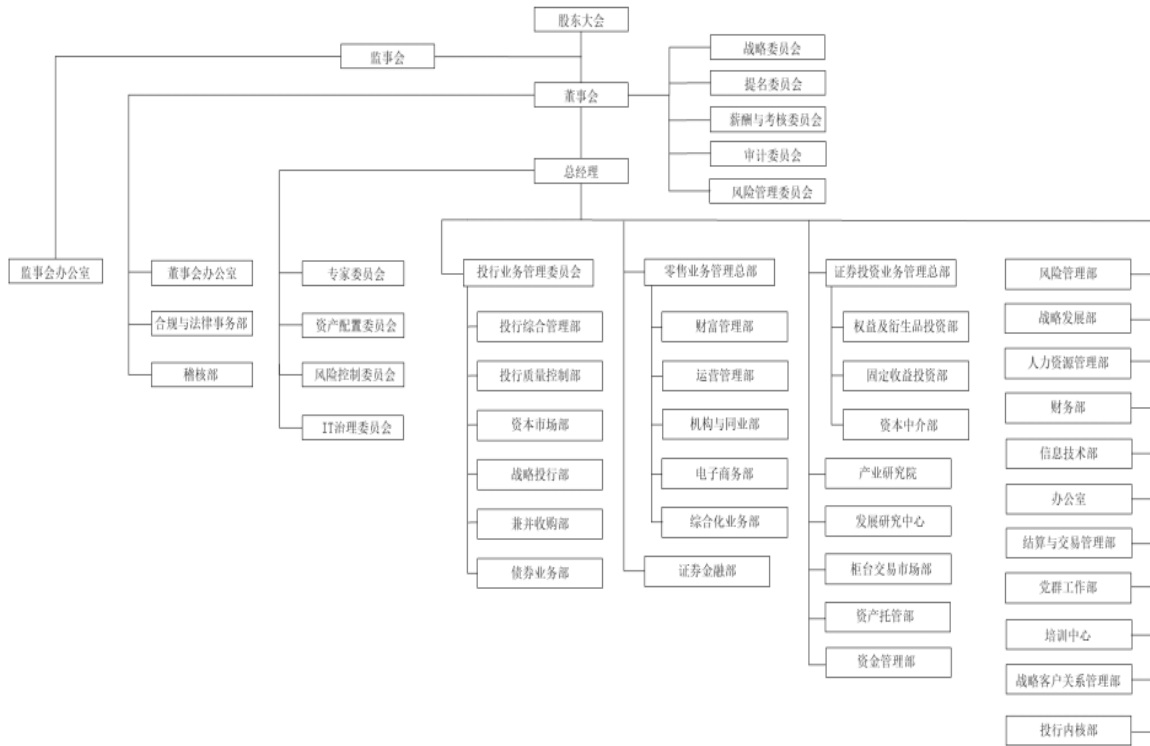 股东大会
监事会
战略委员会
提名委员会
董事会
薪酬与考核委员会
审计委员会
总经理
风险管理委员会
监事会办公室
董事会办公室
合规与法律事务部
稽核部
专家委员会
资产配置委员会
风险控制委员会
IT治理委员会
投行业务管理委员会
投行综合管理部
投行质量控制部
资本市场部
战略投行部
兼并收购部
债券业务部
零售业务管理总部
财富管理部
运营管理部
机构与同业部
电子商务部
综合化业务部
证券金融部
证券投资业务管理总部
权益及衍生品投资部
固定收益投资部
资本中介部
产业研究院
发展研究中心
柜台交易市场部
资产托管部
资金管理部
风险管理部
战略发展部
人力资源管理部
财务部
信息技术部
办公室
结算与交易管理部
党群工作部
培训中心
战略客户关系管理部
投行内核部